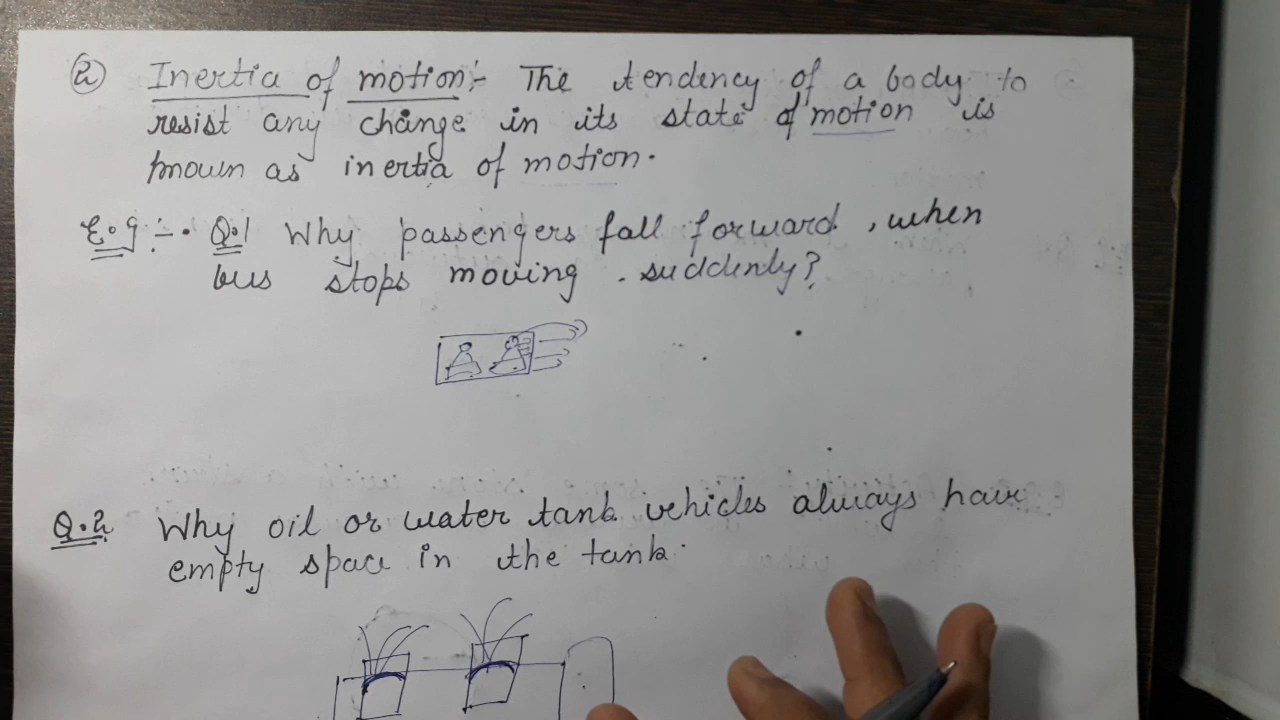 ② Inertia of motion:- The tendency of a body to
resist any change in its state of motion is
known as inertia of motion.
E.g:- • Q.1 Why passengers fall forward, when
bus stops moving suddenly?
Q.2 Why oil or water tank vehicles always have
empty space in the tank.